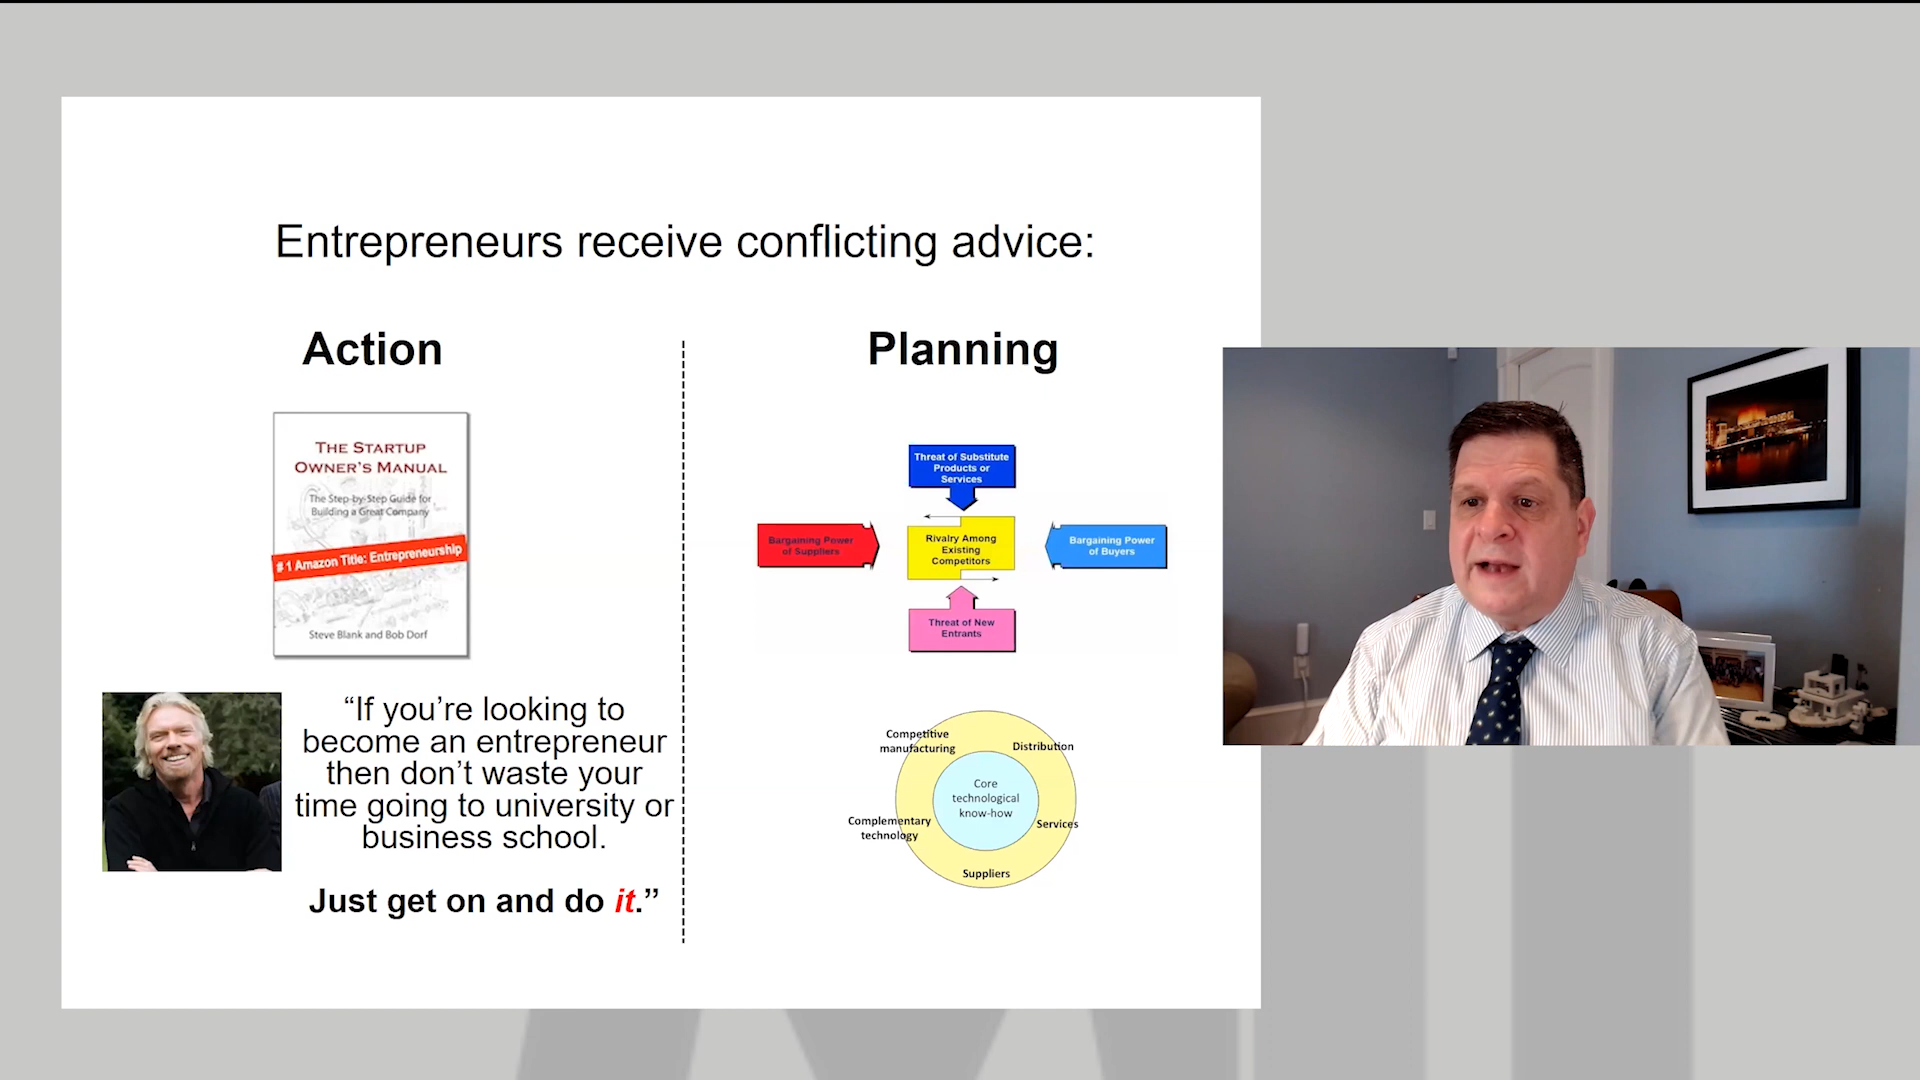 Entrepreneurs receive conflicting advice:
Action
THE STARTUP
OWNER'S MANUAL
The Step-by-Step Guide for
Building a Great Company
# 1 Amazon Title: Entrepreneurship
Steve Blank and Bob Dorf
“If you’re looking to
become an entrepreneur
then don’t waste your
time going to university or
business school.
Just get on and do it.”
Planning
Threat of Substitute
Products or
Services
Bargaining Power
of Suppliers
Rivalry Among
Existing
Competitors
Bargaining Power
of Buyers
Threat of New
Entrants
Competitive
manufacturing
Distribution
Core
technological
know-how
Complementary
technology
Services
Suppliers